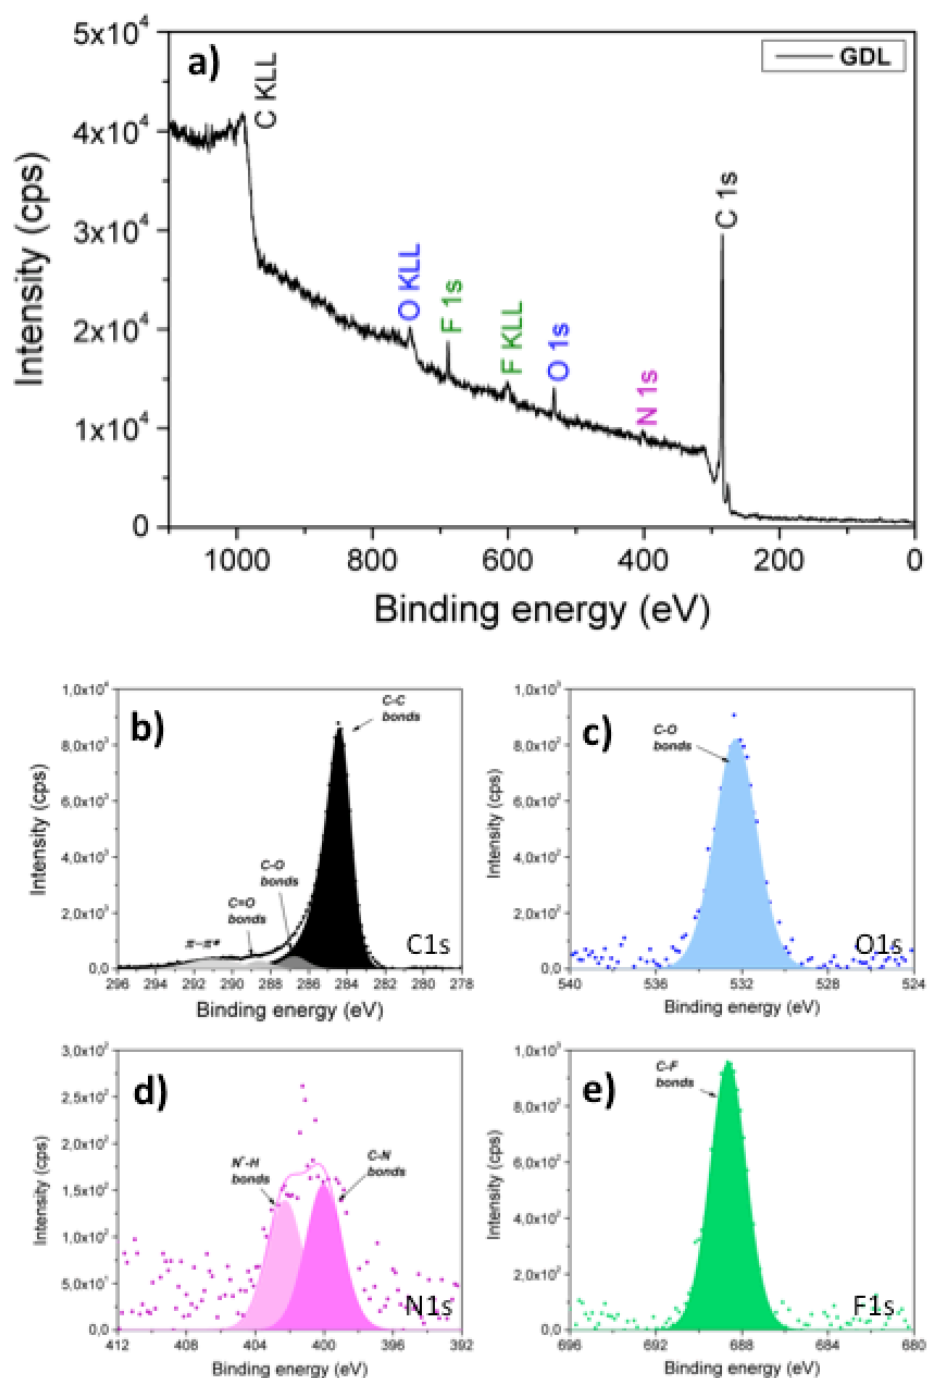 a)
GDL
5x10⁴
4x10⁴
3x10⁴
2x10⁴
1x10⁴
0
Intensity (cps)
C KLL
O KLL
F 1s
F KLL
O 1s
N 1s
C 1s
1000 800 600 400 200 0
Binding energy (eV)
b)
1,0x10⁴
8,0x10³
6,0x10³
4,0x10³
2,0x10³
0,0
Intensity (cps)
C-C
bonds
C-O
bonds
C=O
bonds
π-π*
C1s
296 294 292 290 288 286 284 282 280 278
Binding energy (eV)
c)
1,0x10³
8,0x10²
6,0x10²
4,0x10²
2,0x10²
0,0
Intensity (cps)
C-O
bonds
O1s
540 536 532 528 524
Binding energy (eV)
d)
3,0x10²
2,5x10²
2,0x10²
1,5x10²
1,0x10²
5,0x10¹
0,0
Intensity (cps)
N⁺-H
bonds
C-N
bonds
N1s
412 408 404 400 396 392
Binding energy (eV)
e)
1,0x10³
8,0x10²
6,0x10²
4,0x10²
2,0x10²
0,0
Intensity (cps)
C-F
bonds
F1s
696 692 688 684 680
Binding energy (eV)